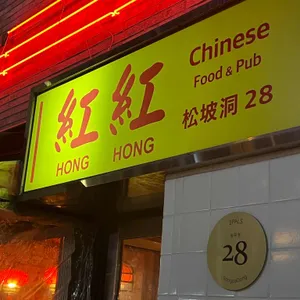 紅 紅
HONG HONG
Chinese
Food & Pub
松坡洞 28
28